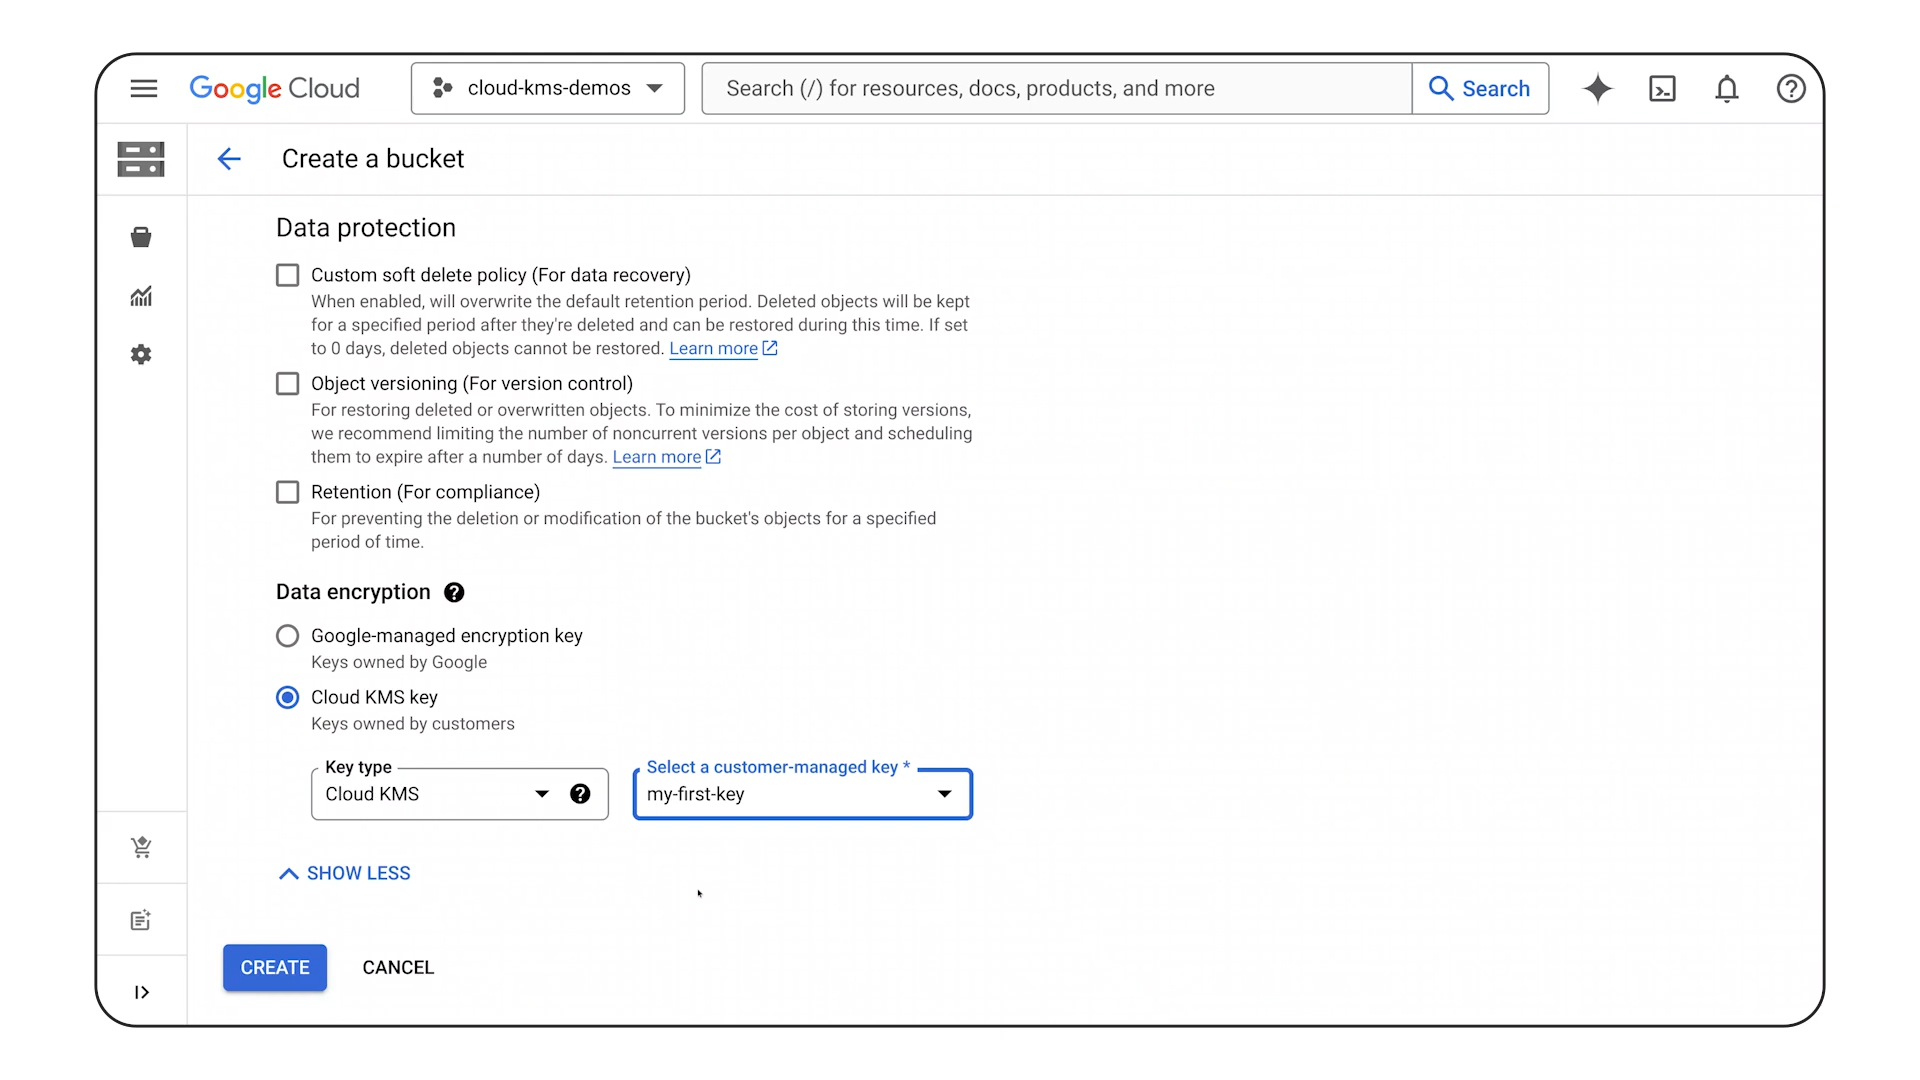 Google Cloud
cloud-kms-demos
Search (/) for resources, docs, products, and more
Search
Create a bucket
Data protection
Custom soft delete policy (For data recovery)
When enabled, will overwrite the default retention period. Deleted objects will be kept
for a specified period after they're deleted and can be restored during this time. If set
to 0 days, deleted objects cannot be restored. Learn more
Object versioning (For version control)
For restoring deleted or overwritten objects. To minimize the cost of storing versions,
we recommend limiting the number of noncurrent versions per object and scheduling
them to expire after a number of days. Learn more
Retention (For compliance)
For preventing the deletion or modification of the bucket's objects for a specified
period of time.
Data encryption
Google-managed encryption key
Keys owned by Google
Cloud KMS key
Keys owned by customers
Key type
Cloud KMS
Select a customer-managed key *
my-first-key
SHOW LESS
CREATE
CANCEL